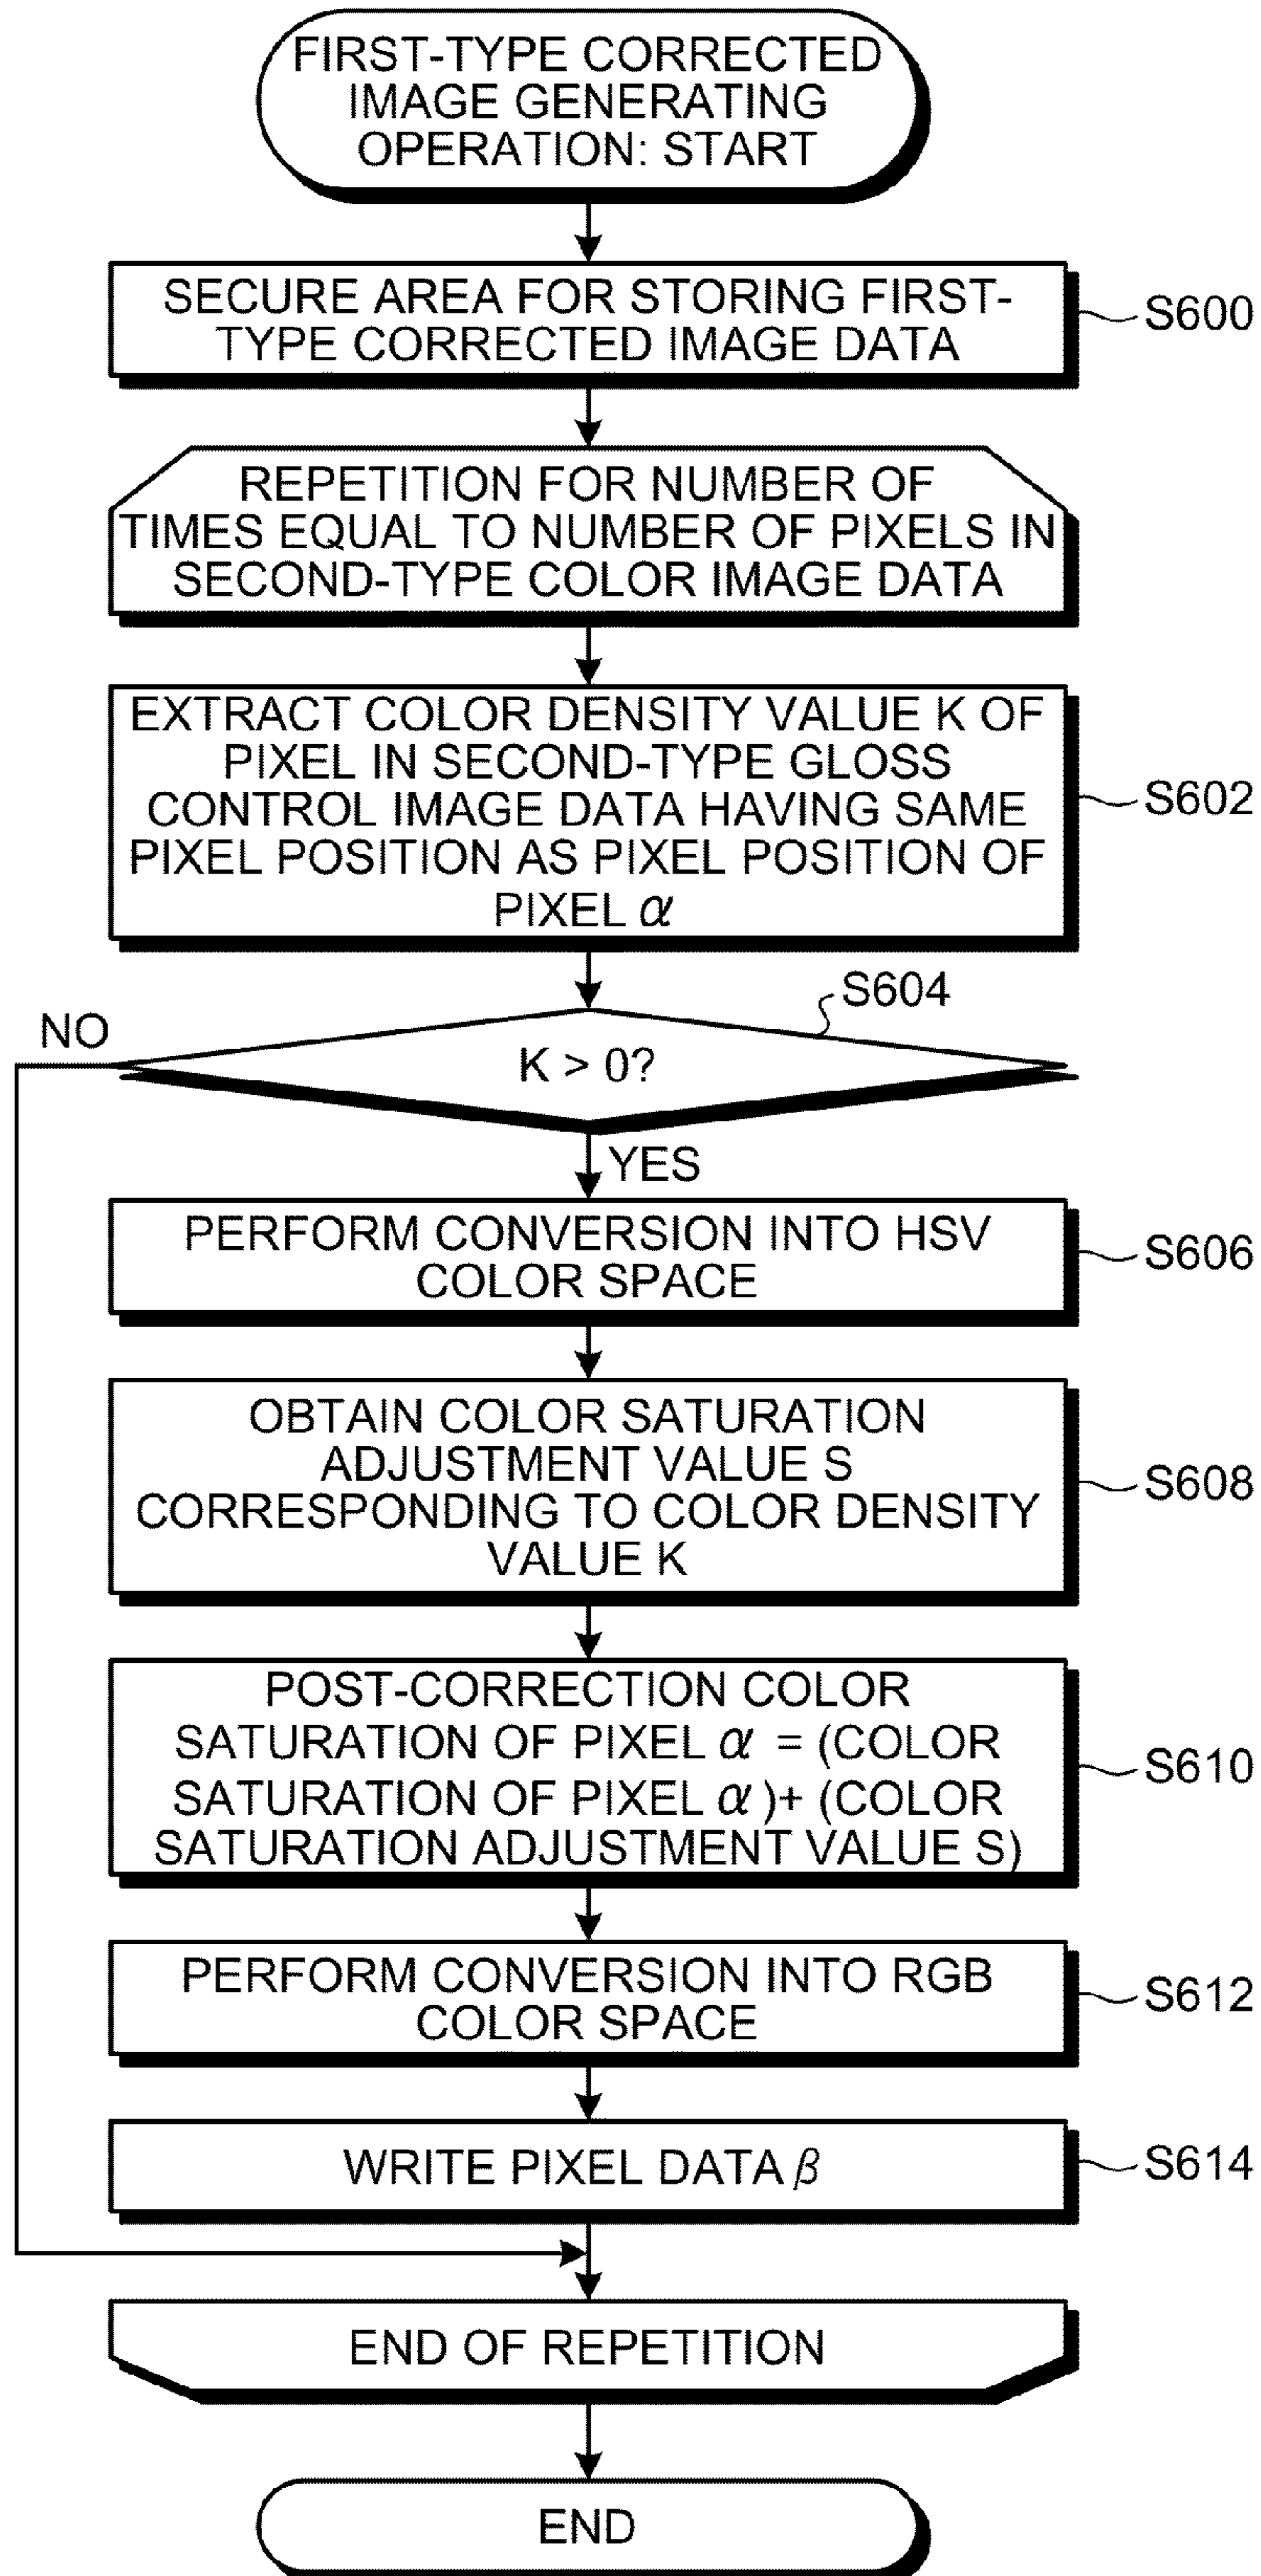 FIRST-TYPE CORRECTED
IMAGE GENERATING
OPERATION: START
SECURE AREA FOR STORING FIRST-
TYPE CORRECTED IMAGE DATA
S600
REPETITION FOR NUMBER OF
TIMES EQUAL TO NUMBER OF PIXELS IN
SECOND-TYPE COLOR IMAGE DATA
EXTRACT COLOR DENSITY VALUE K OF
PIXEL IN SECOND-TYPE GLOSS
CONTROL IMAGE DATA HAVING SAME
PIXEL POSITION AS PIXEL POSITION OF
PIXEL α
S602
S604
NO
K > 0?
YES
PERFORM CONVERSION INTO HSV
COLOR SPACE
S606
OBTAIN COLOR SATURATION
ADJUSTMENT VALUE S
CORRESPONDING TO COLOR DENSITY
VALUE K
S608
POST-CORRECTION COLOR
SATURATION OF PIXEL α = (COLOR
SATURATION OF PIXEL α)+ (COLOR
SATURATION ADJUSTMENT VALUE S)
S610
PERFORM CONVERSION INTO RGB
COLOR SPACE
S612
WRITE PIXEL DATA β
S614
END OF REPETITION
END